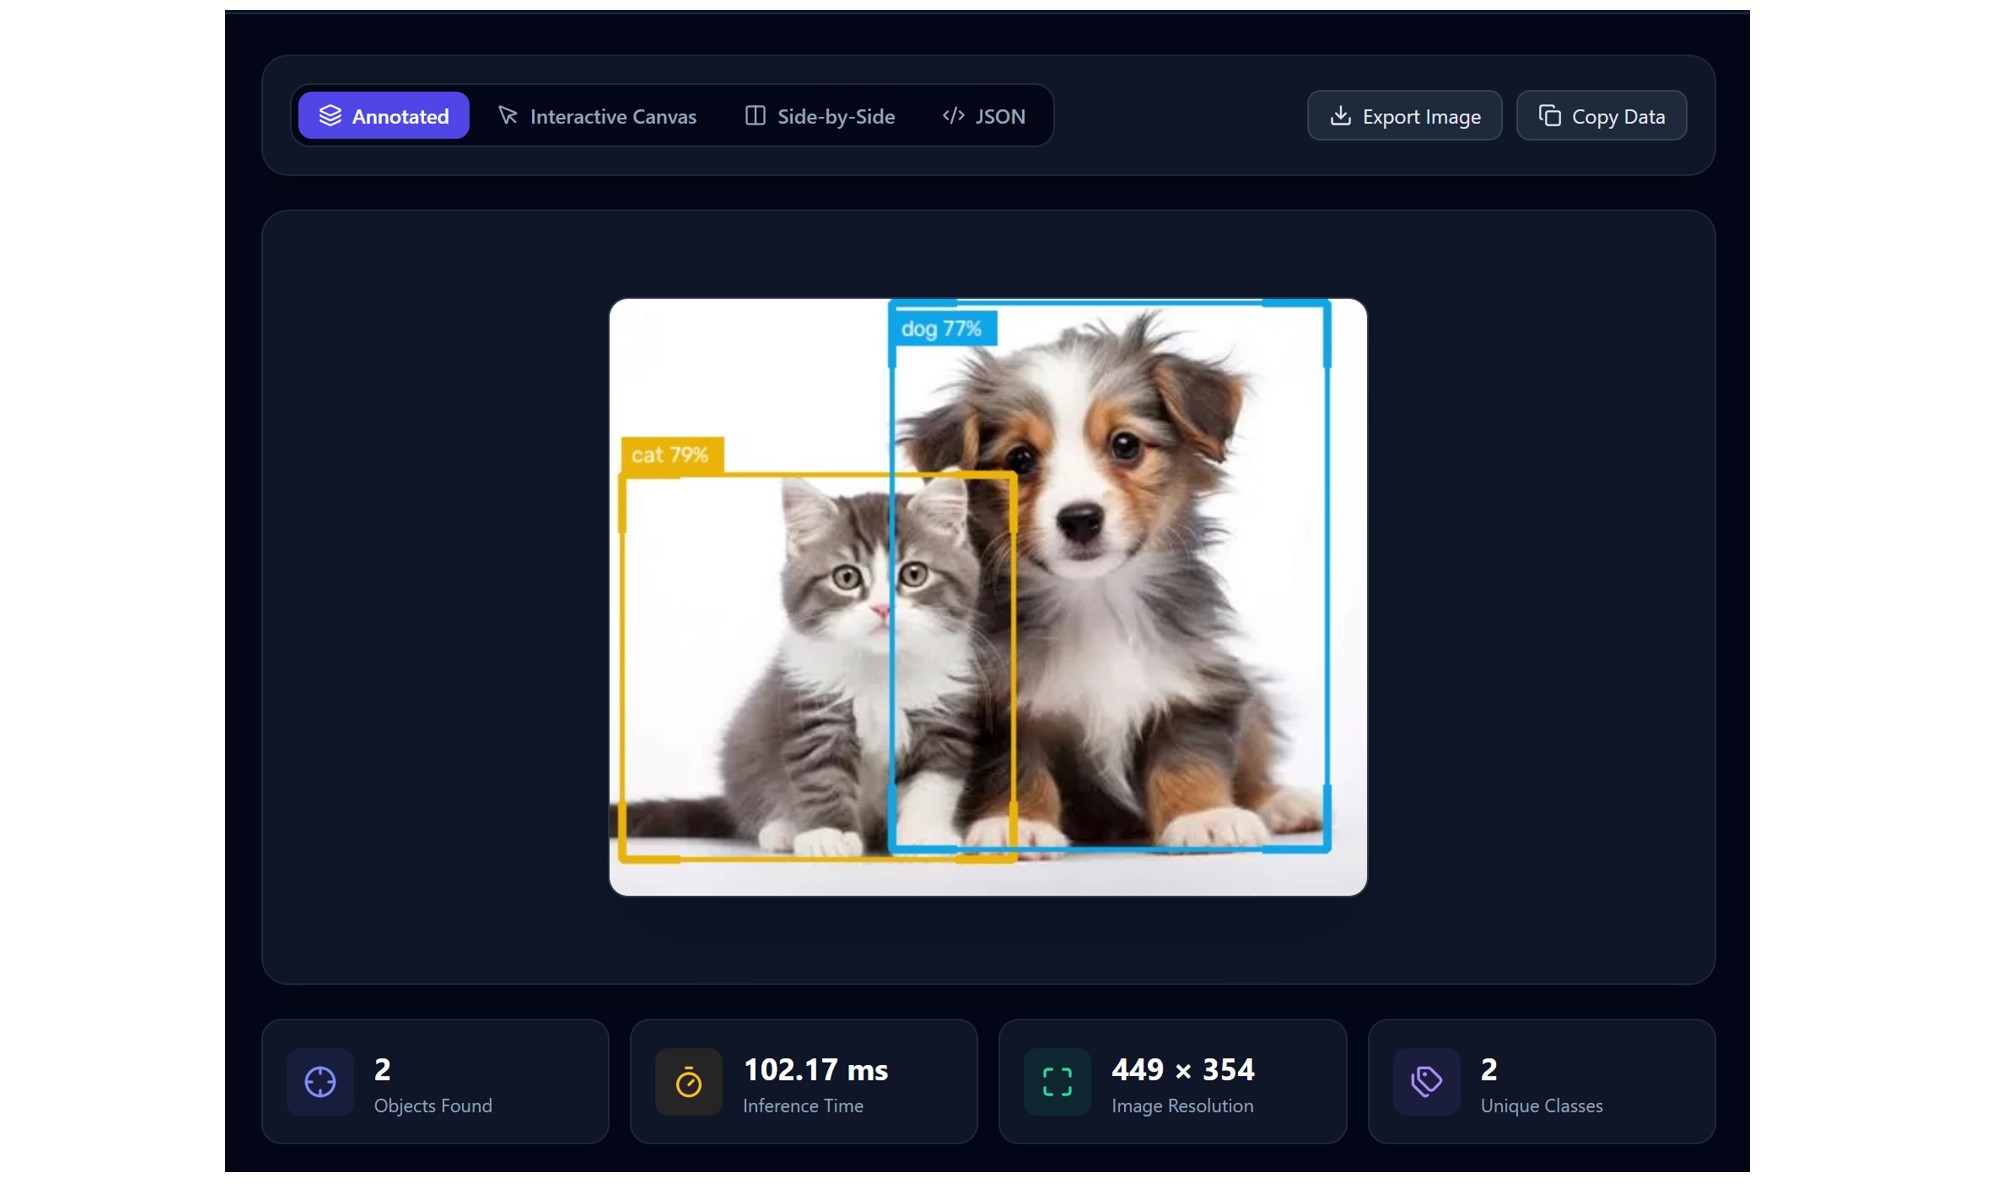 Annotated
Interactive Canvas
Side-by-Side
JSON
Export Image
Copy Data
dog 77%
cat 79%
2
Objects Found
102.17 ms
Inference Time
449 × 354
Image Resolution
2
Unique Classes